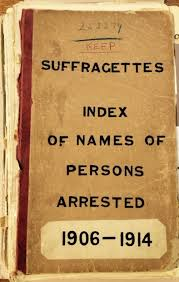 KEEP
SUFFRAGETTES
INDEX
OF NAMES OF
PERSONS
ARRESTED
1906-1914